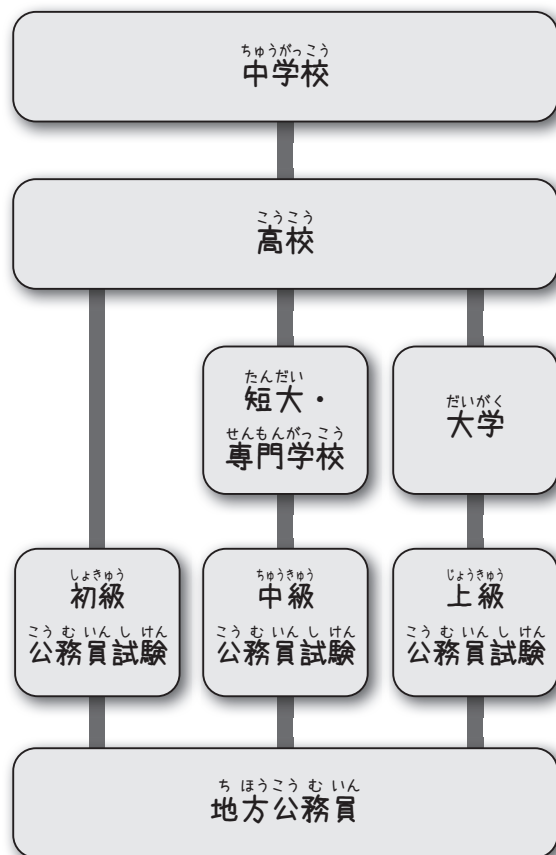 ちゅうがっこう
中学校
こうこう
高校
たんだい
短大・
せんもんがっこう
専門学校
だいがく
大学
しょきゅう
初級
こうむいんしけん
公務員試験
ちゅうきゅう
中級
こうむいんしけん
公務員試験
じょうきゅう
上級
こうむいんしけん
公務員試験
ちほうこうむいん
地方公務員